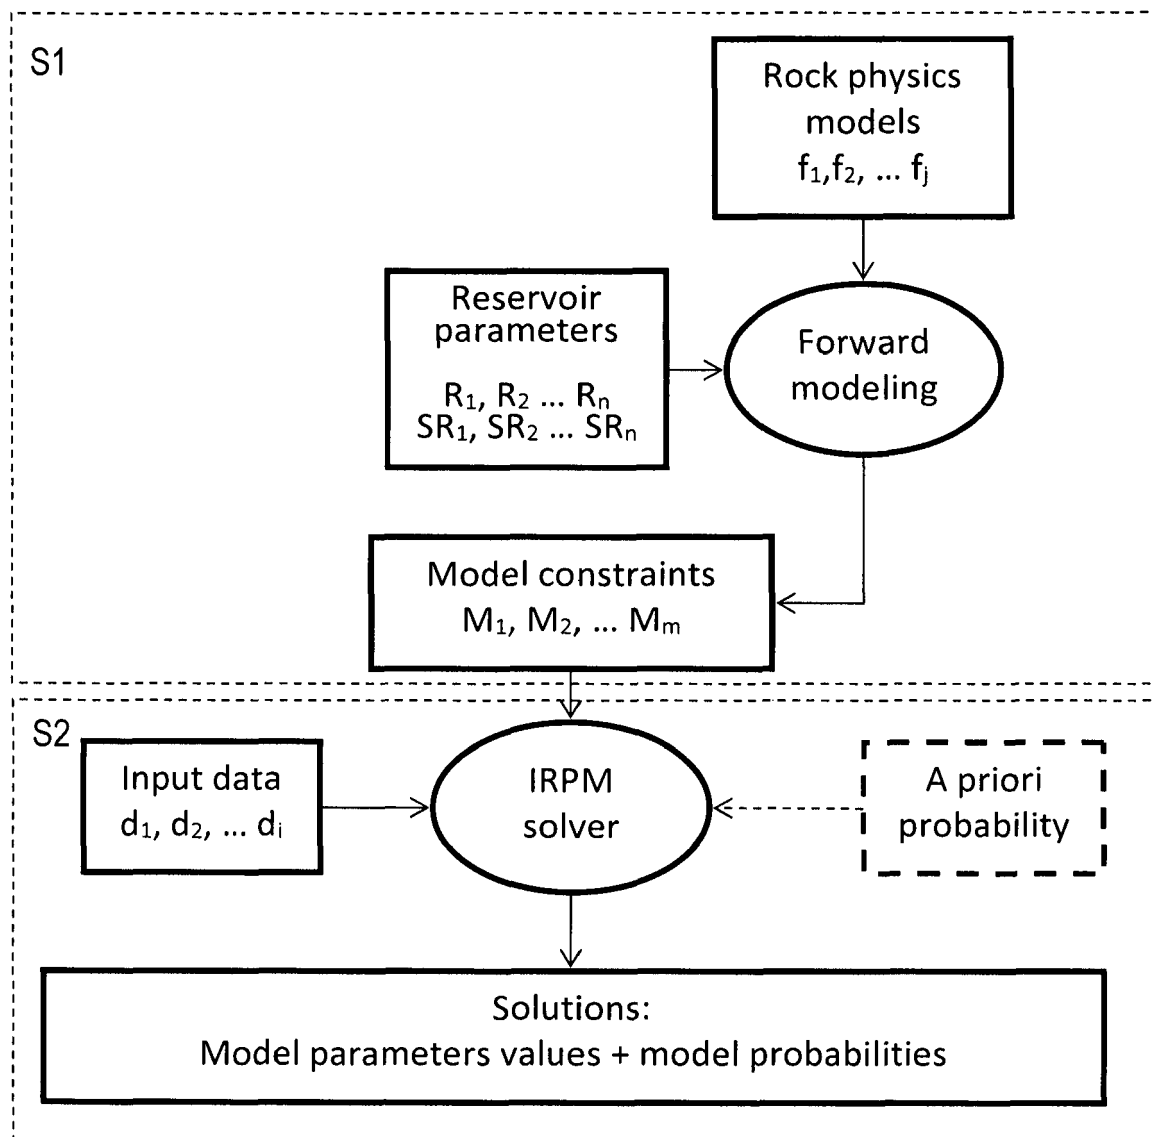 S1
Rock physics
models
f₁,f₂, ... fⱼ
Reservoir
parameters
R₁, R₂ ... Rₙ
SR₁, SR₂ ... SRₙ
Forward
modeling
Model constraints
M₁, M₂, ... Mₘ
S2
Input data
d₁, d₂, ... dᵢ
IRPM
solver
A priori
probability
Solutions:
Model parameters values + model probabilities